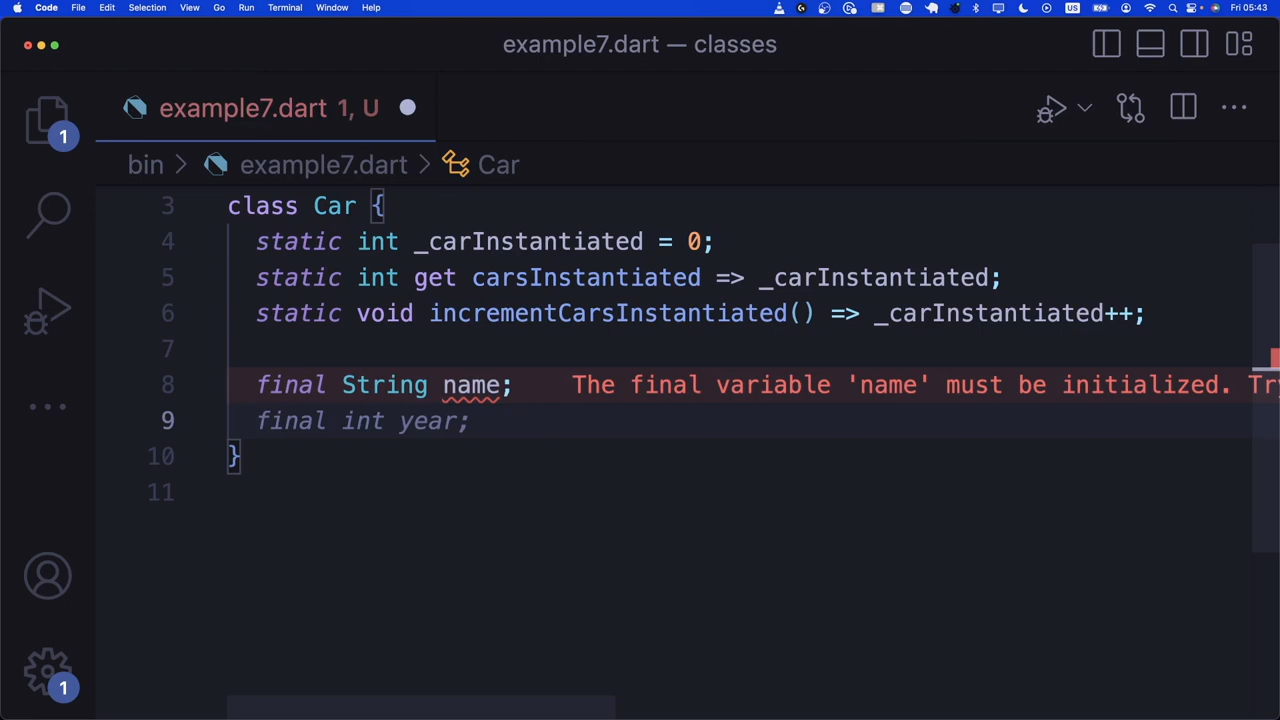 Code File Edit Selection View Go Run Terminal Window Help US Fri 05:43
example7.dart — classes
example7.dart 1, U
1
bin > example7.dart > Car
3 class Car {
4 static int _carInstantiated = 0;
5 static int get carsInstantiated => _carInstantiated;
6 static void incrementCarsInstantiated() => _carInstantiated++;
7
8 final String name; The final variable 'name' must be initialized. Try
9 final int year;
10 }
11
1